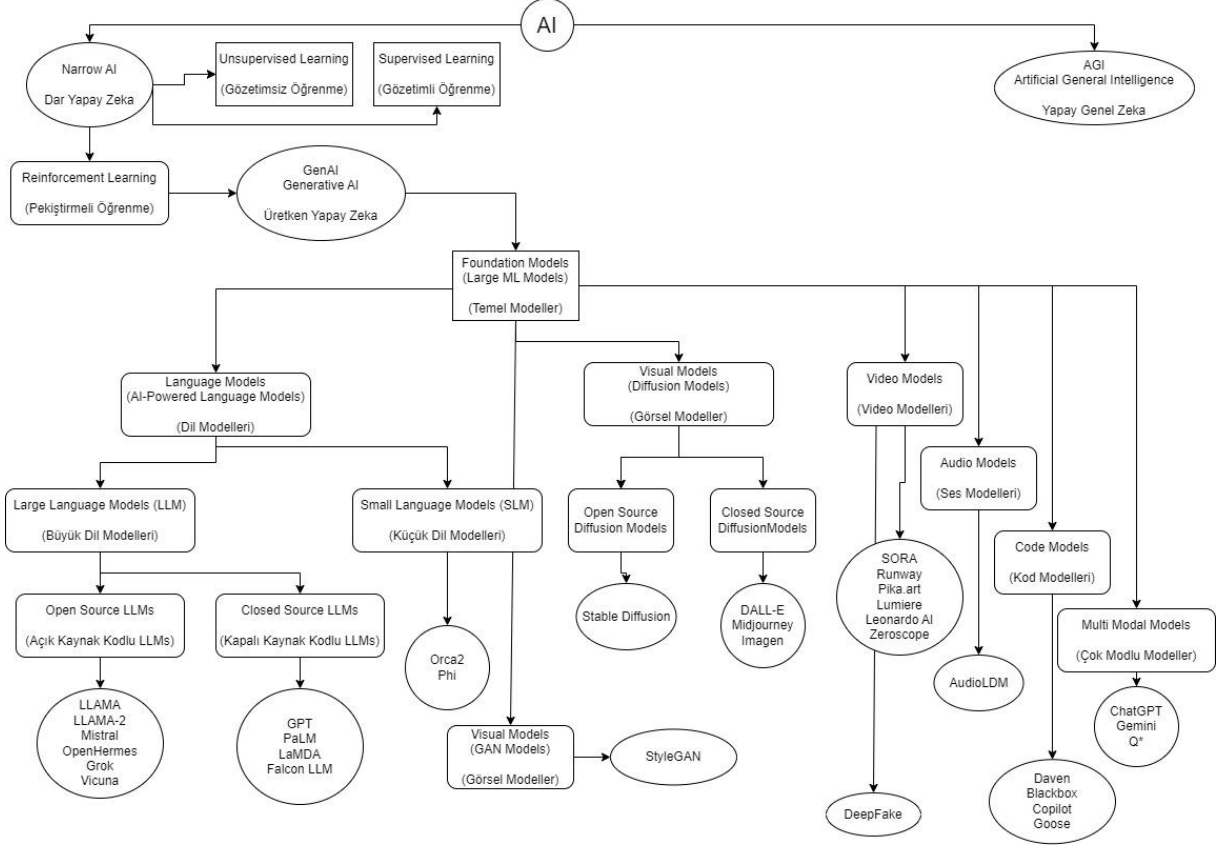 AI
Narrow AI
Dar Yapay Zeka
Unsupervised Learning
(Gözetimsiz Öğrenme)
Supervised Learning
(Gözetimli Öğrenme)
AGI
Artificial General Intelligence
Yapay Genel Zeka
Reinforcement Learning
(Pekiştirmeli Öğrenme)
GenAI
Generative AI
Üretken Yapay Zeka
Foundation Models
(Large ML Models)
(Temel Modeller)
Language Models
(AI-Powered Language Models)
(Dil Modelleri)
Visual Models
(Diffusion Models)
(Görsel Modeller)
Video Models
(Video Modelleri)
Audio Models
(Ses Modelleri)
Large Language Models (LLM)
(Büyük Dil Modelleri)
Small Language Models (SLM)
(Küçük Dil Modelleri)
Open Source
Diffusion Models
Closed Source
DiffusionModels
Code Models
(Kod Modelleri)
SORA
Runway
Pika.art
Lumiere
Leonardo AI
Zeroscope
Open Source LLMs
(Açık Kaynak Kodlu LLMs)
Closed Source LLMs
(Kapalı Kaynak Kodlu LLMs)
Stable Diffusion
DALL-E
Midjourney
Imagen
Multi Modal Models
(Çok Modlu Modeller)
Orca2
Phi
AudioLDM
LLAMA
LLAMA-2
Mistral
OpenHermes
Grok
Vicuna
GPT
PaLM
LaMDA
Falcon LLM
ChatGPT
Gemini
Q*
Visual Models
(GAN Models)
(Görsel Modeller)
StyleGAN
DeepFake
Daven
Blackbox
Copilot
Goose